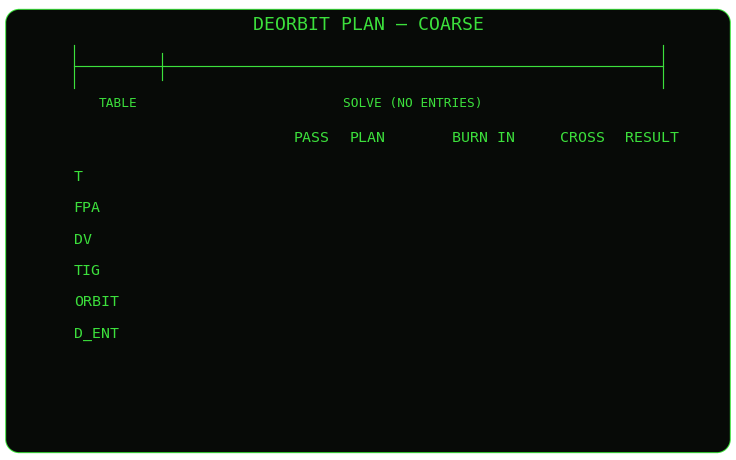 DEORBIT PLAN — COARSE
TABLE SOLVE (NO ENTRIES)
PASS PLAN BURN IN CROSS RESULT
T
FPA
DV
TIG
ORBIT
D_ENT